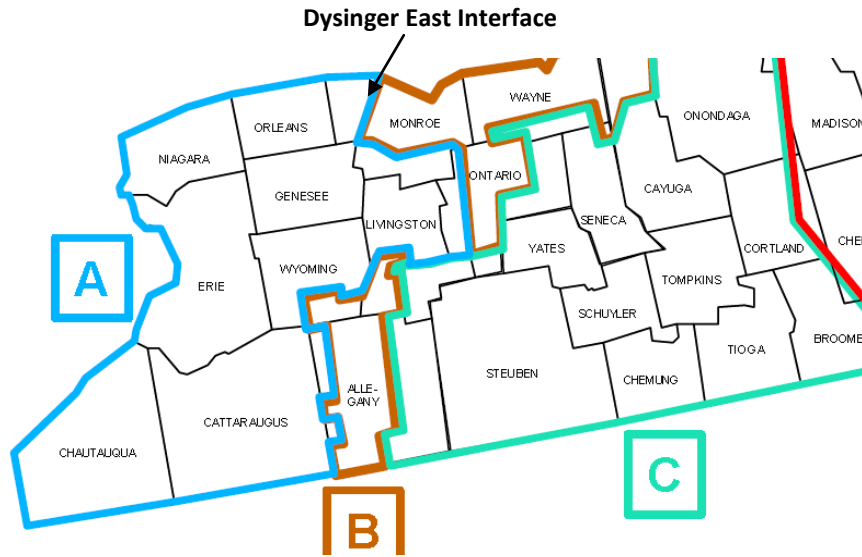 Dysinger East Interface
WAYNE
MONROE
ONONDAGA
ORLEANS
MADISON
NIAGARA
ONTARIO
CAYUGA
GENESEE
LIVINGSTON
SENECA
YATES
CORTLAND
CHE
A
WYOMING
ERIE
TOMPKINS
SCHUYLER
BROOME
TIOGA
STEUBEN
CHEMUNG
ALLE-
GANY
CATTARAUGUS
CHAUTAUQUA
C
B